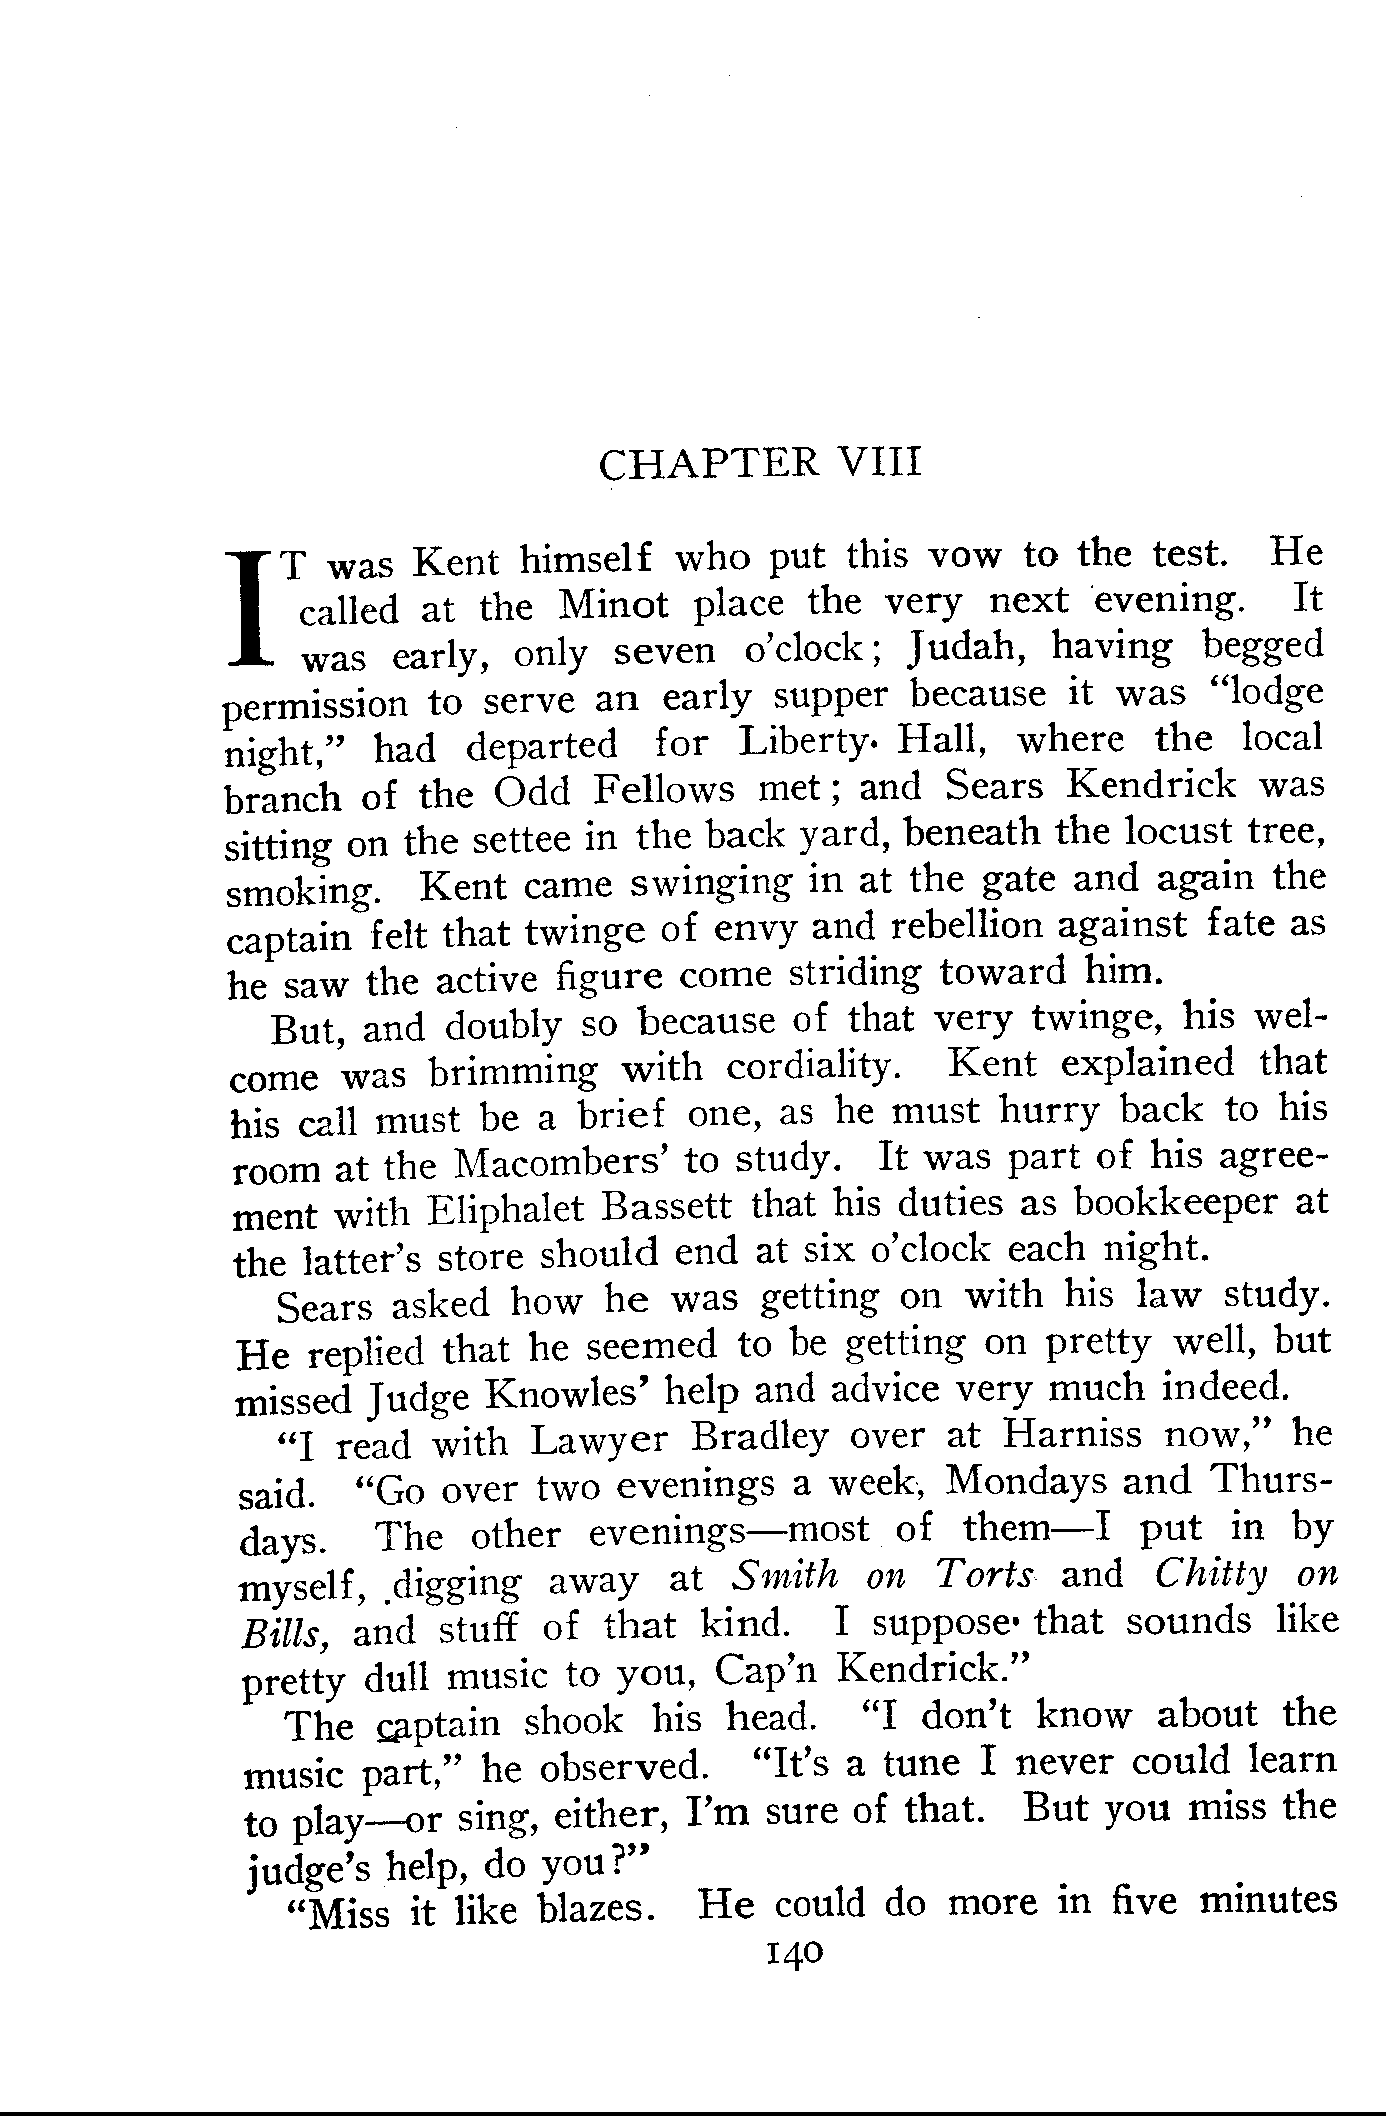 CHAPTER VIII
IT was Kent himself who put this vow to the test. He
called at the Minot place the very next evening. It
was early, only seven o'clock; Judah, having begged
permission to serve an early supper because it was “lodge
night,” had departed for Liberty Hall, where the local
branch of the Odd Fellows met; and Sears Kendrick was
sitting on the settee in the back yard, beneath the locust tree,
smoking. Kent came swinging in at the gate and again the
captain felt that twinge of envy and rebellion against fate as
he saw the active figure come striding toward him.
But, and doubly so because of that very twinge, his wel-
come was brimming with cordiality. Kent explained that
his call must be a brief one, as he must hurry back to his
room at the Macombers' to study. It was part of his agree-
ment with Eliphalet Bassett that his duties as bookkeeper at
the latter's store should end at six o'clock each night.
Sears asked how he was getting on with his law study.
He replied that he seemed to be getting on pretty well, but
missed Judge Knowles' help and advice very much indeed.
“I read with Lawyer Bradley over at Harniss now,” he
said. “Go over two evenings a week, Mondays and Thurs-
days. The other evenings—most of them—I put in by
myself, digging away at Smith on Torts and Chitty on
Bills, and stuff of that kind. I suppose that sounds like
pretty dull music to you, Cap'n Kendrick.”
The captain shook his head. “I don't know about the
music part,” he observed. “It's a tune I never could learn
to play—or sing, either, I'm sure of that. But you miss the
judge's help, do you?”
“Miss it like blazes. He could do more in five minutes
140